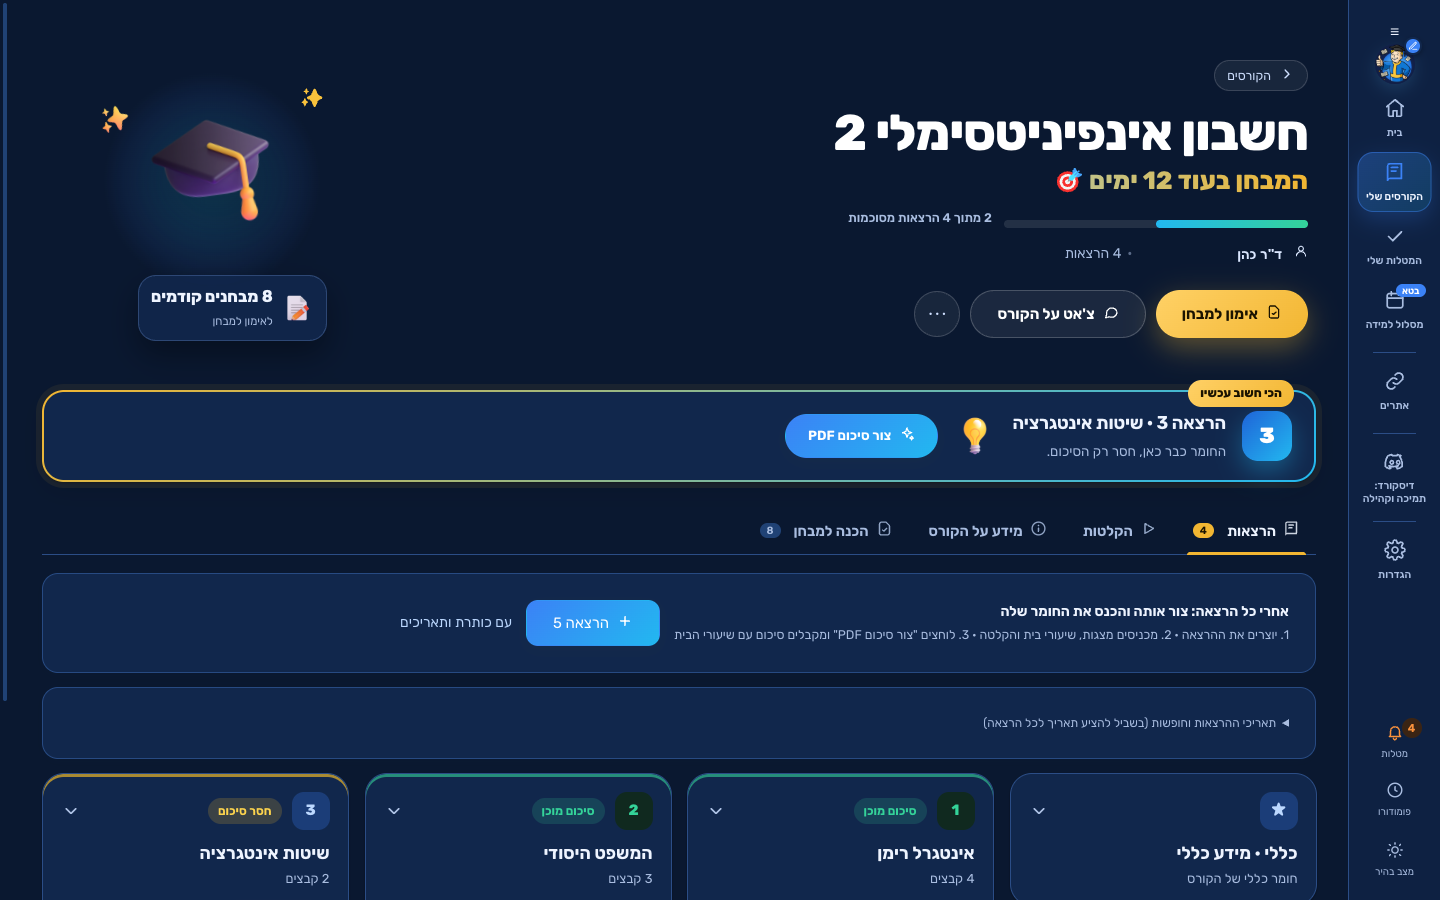 ≡
בית
הקורסים שלי
המטלות שלי
בטא
מסלול למידה
אתרים
דיסקורד:
תמיכה וקהילה
הגדרות
4
מטלות
פומודורו
מצב בהיר
הקורסים
חשבון אינפיניטסימלי 2
המבחן בעוד 12 ימים 🎯
2 מתוך 4 הרצאות מסוכמות
ד"ר כהן
• 4 הרצאות
אימון למבחן
צ'אט על הקורס
...
8 מבחנים קודמים
לאימון למבחן
הכי חשוב עכשיו
3
הרצאה 3 • שיטות אינטגרציה
החומר כבר כאן, חסר רק הסיכום.
צור סיכום PDF
הרצאות 4
הקלטות
מידע על הקורס
הכנה למבחן 8
אחרי כל הרצאה: צור אותה והכנס את החומר שלה
1. יוצרים את ההרצאה • 2. מכניסים מצגות, שיעורי בית והקלטה • 3. לוחצים "צור סיכום PDF" ומקבלים סיכום עם שיעורי הבית
+ הרצאה 5
עם כותרת ותאריכים
תאריכי ההרצאות וחופשות (בשביל להציע תאריך לכל הרצאה)
כללי • מידע כללי
חומר כללי של הקורס
1
סיכום מוכן
אינטגרל רימן
4 קבצים
2
סיכום מוכן
המשפט היסודי
3 קבצים
3
חסר סיכום
שיטות אינטגרציה
2 קבצים